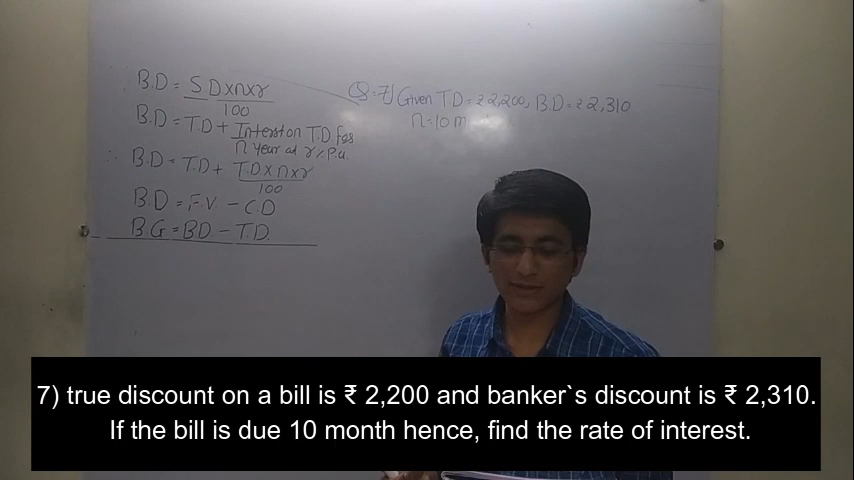 B.D = S.D×n×r
100
B.D = T.D + Interst on T.D for
n year at r % p.a.
∴ B.D = T.D + T.D × n × r
100
B.D = F.V. - C.D
B.G = B.D. - T.D.
Q:7) Given T.D = ₹ 2,200, B.D = ₹ 2,310
n = 10 m
7) true discount on a bill is ₹ 2,200 and banker`s discount is ₹ 2,310.
If the bill is due 10 month hence, find the rate of interest.